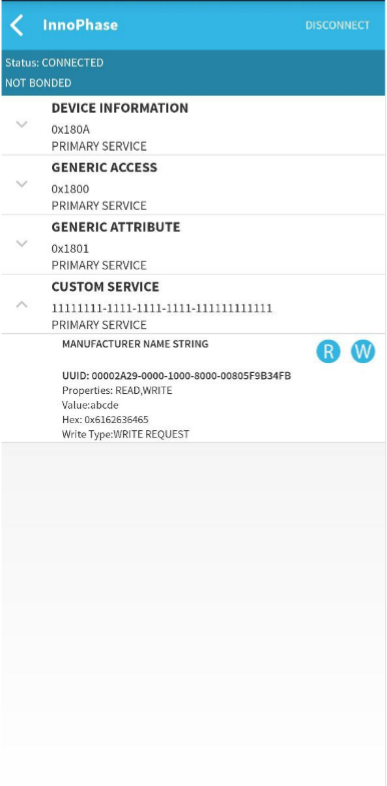 InnoPhase
DISCONNECT
Status: CONNECTED
NOT BONDED
DEVICE INFORMATION
0x180A
PRIMARY SERVICE
GENERIC ACCESS
0x1800
PRIMARY SERVICE
GENERIC ATTRIBUTE
0x1801
PRIMARY SERVICE
CUSTOM SERVICE
11111111-1111-1111-1111-111111111111
PRIMARY SERVICE
MANUFACTURER NAME STRING
R W
UUID: 00002A29-0000-1000-8000-00805F9B34FB
Properties: READ,WRITE
Value:abcde
Hex: 0x6162636465
Write Type:WRITE REQUEST